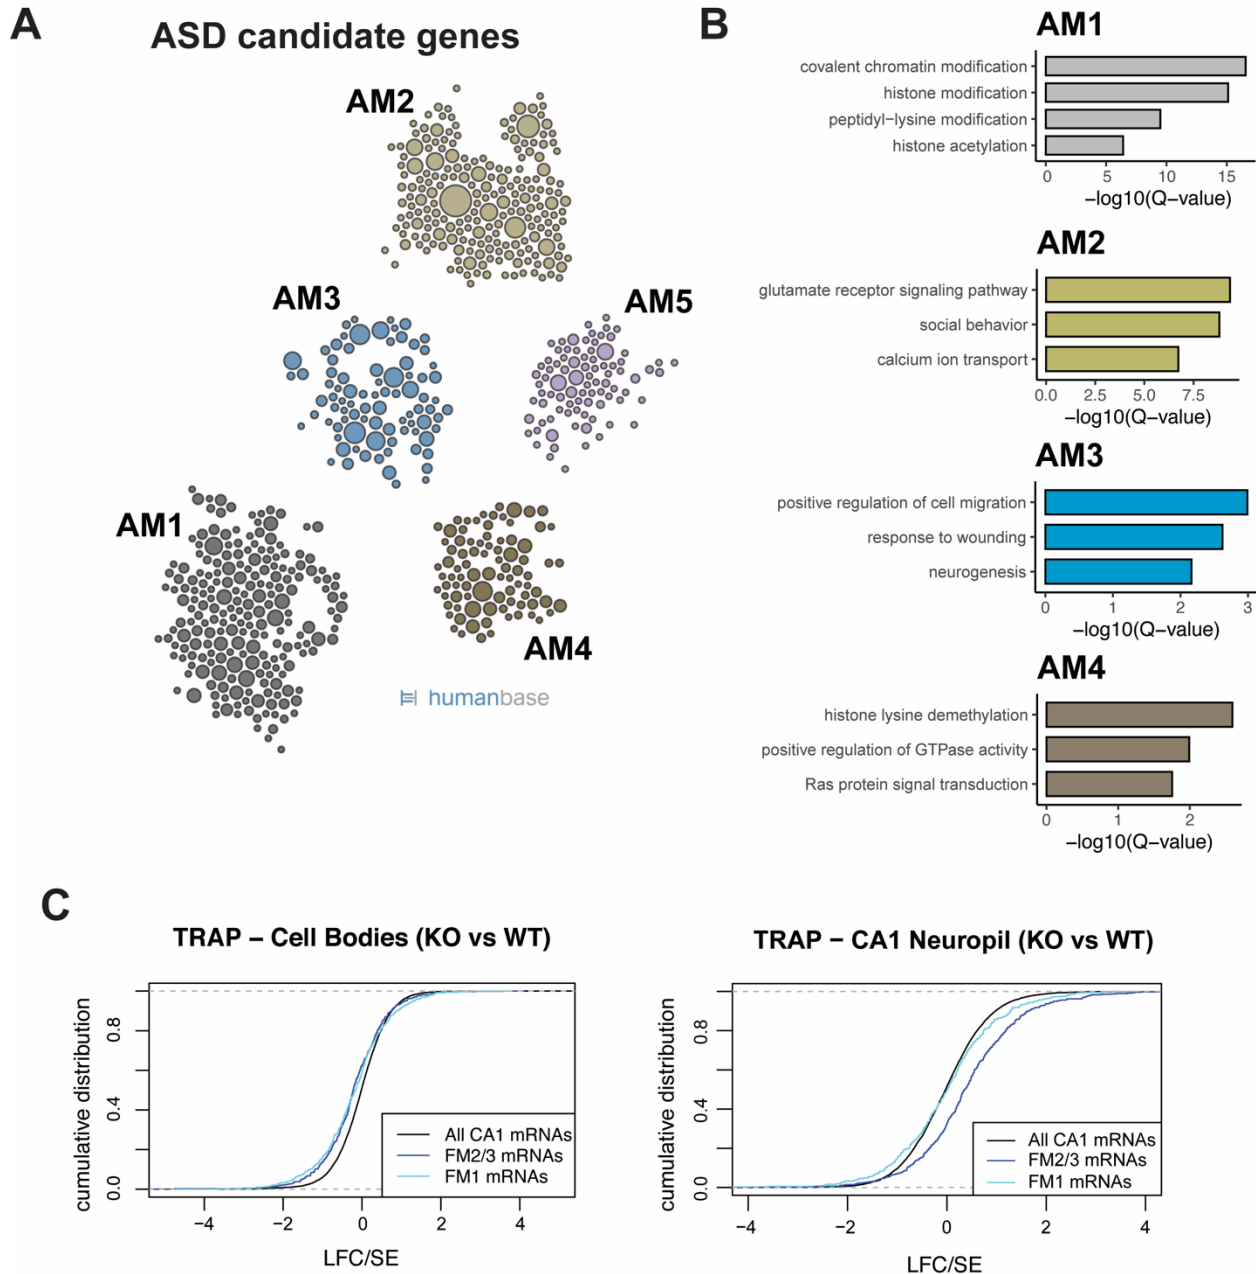 A
ASD candidate genes
AM2
AM3
AM5
AM1
AM4
humanbase
B
AM1
covalent chromatin modification
histone modification
peptidyl−lysine modification
histone acetylation
0 5 10 15
−log10(Q−value)
AM2
glutamate receptor signaling pathway
social behavior
calcium ion transport
0.0 2.5 5.0 7.5
−log10(Q−value)
AM3
positive regulation of cell migration
response to wounding
neurogenesis
0 1 2 3
−log10(Q−value)
AM4
histone lysine demethylation
positive regulation of GTPase activity
Ras protein signal transduction
0 1 2
−log10(Q−value)
C
TRAP – Cell Bodies (KO vs WT)
cumulative distribution
0.0 0.4 0.8
All CA1 mRNAs
FM2/3 mRNAs
FM1 mRNAs
−4 −2 0 2 4
LFC/SE
TRAP – CA1 Neuropil (KO vs WT)
cumulative distribution
0.0 0.4 0.8
All CA1 mRNAs
FM2/3 mRNAs
FM1 mRNAs
−4 −2 0 2 4
LFC/SE